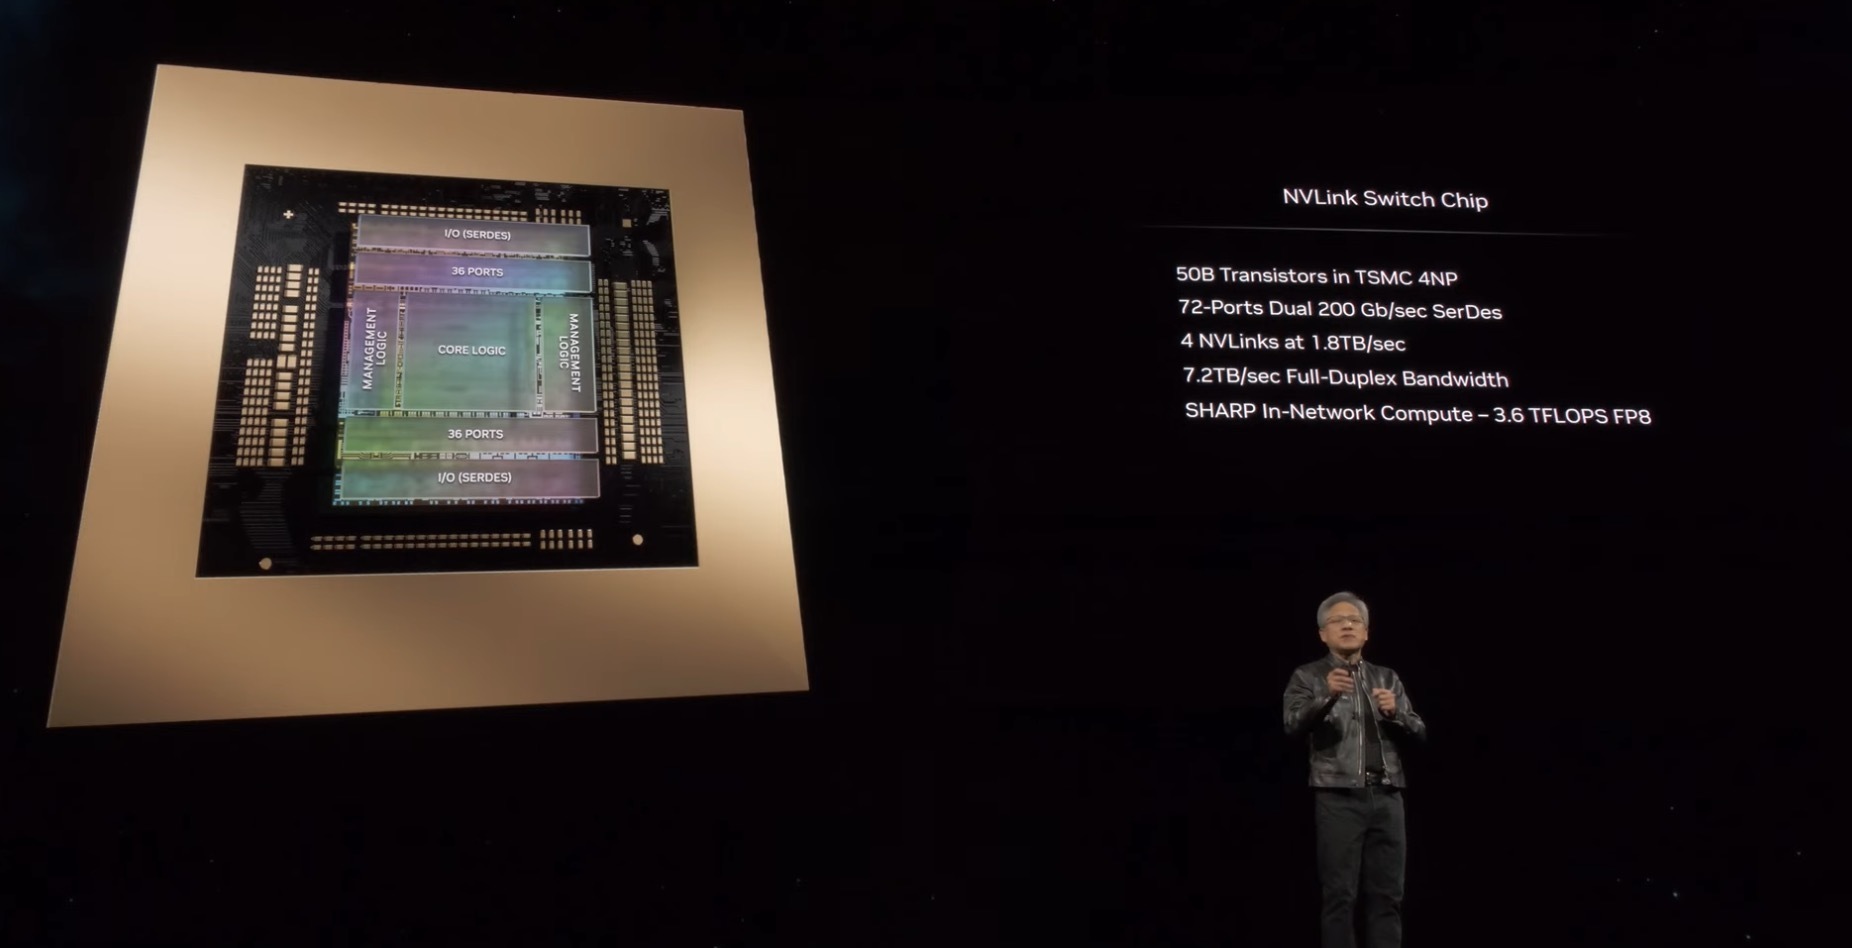 I/O (SERDES)
36 PORTS
MANAGEMENT
LOGIC
CORE LOGIC
MANAGEMENT
LOGIC
36 PORTS
I/O (SERDES)
NVLink Switch Chip
50B Transistors in TSMC 4NP
72-Ports Dual 200 Gb/sec SerDes
4 NVLinks at 1.8TB/sec
7.2TB/sec Full-Duplex Bandwidth
SHARP In-Network Compute – 3.6 TFLOPS FP8